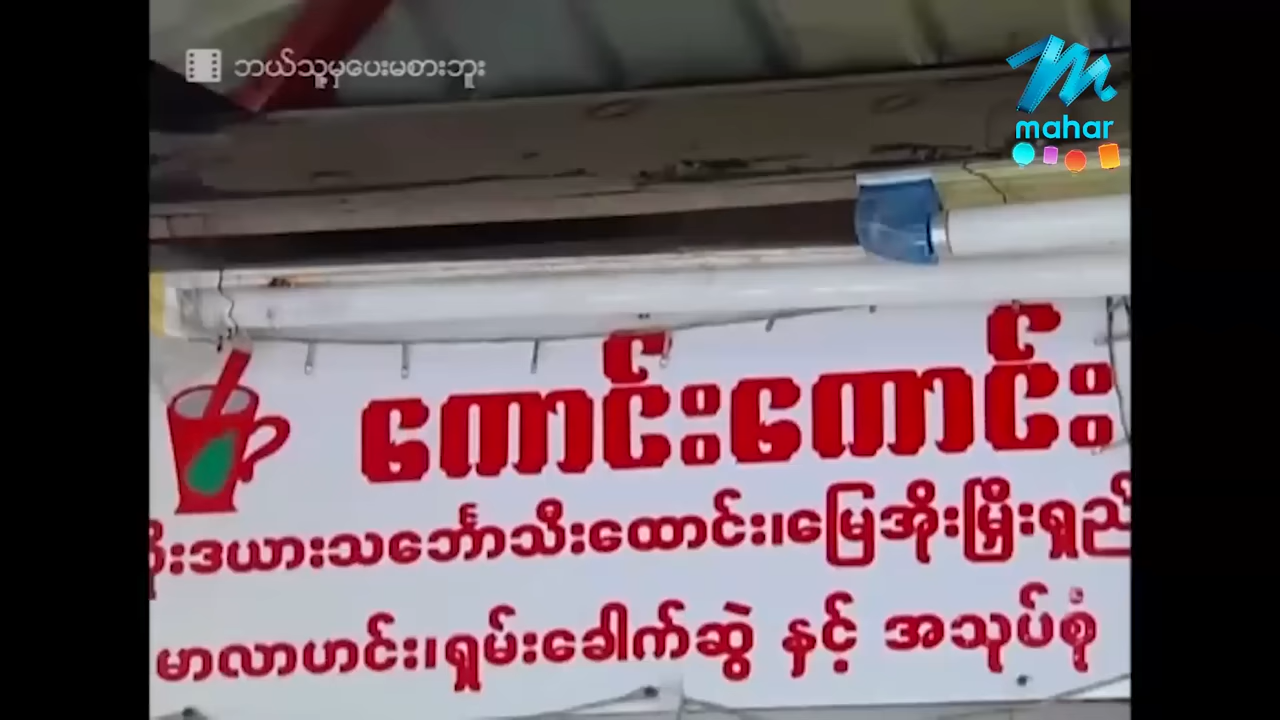 ဘယ်သူ့မှပေးမစားဘူး
mahar
ကောင်းကောင်း
ိုးဒယားသင်္ဘောသီးထောင်း၊မြေအိုးမြှီးရှည်
မာလာဟင်း၊ရှမ်းခေါက်ဆွဲ နှင့် အသုပ်စုံ